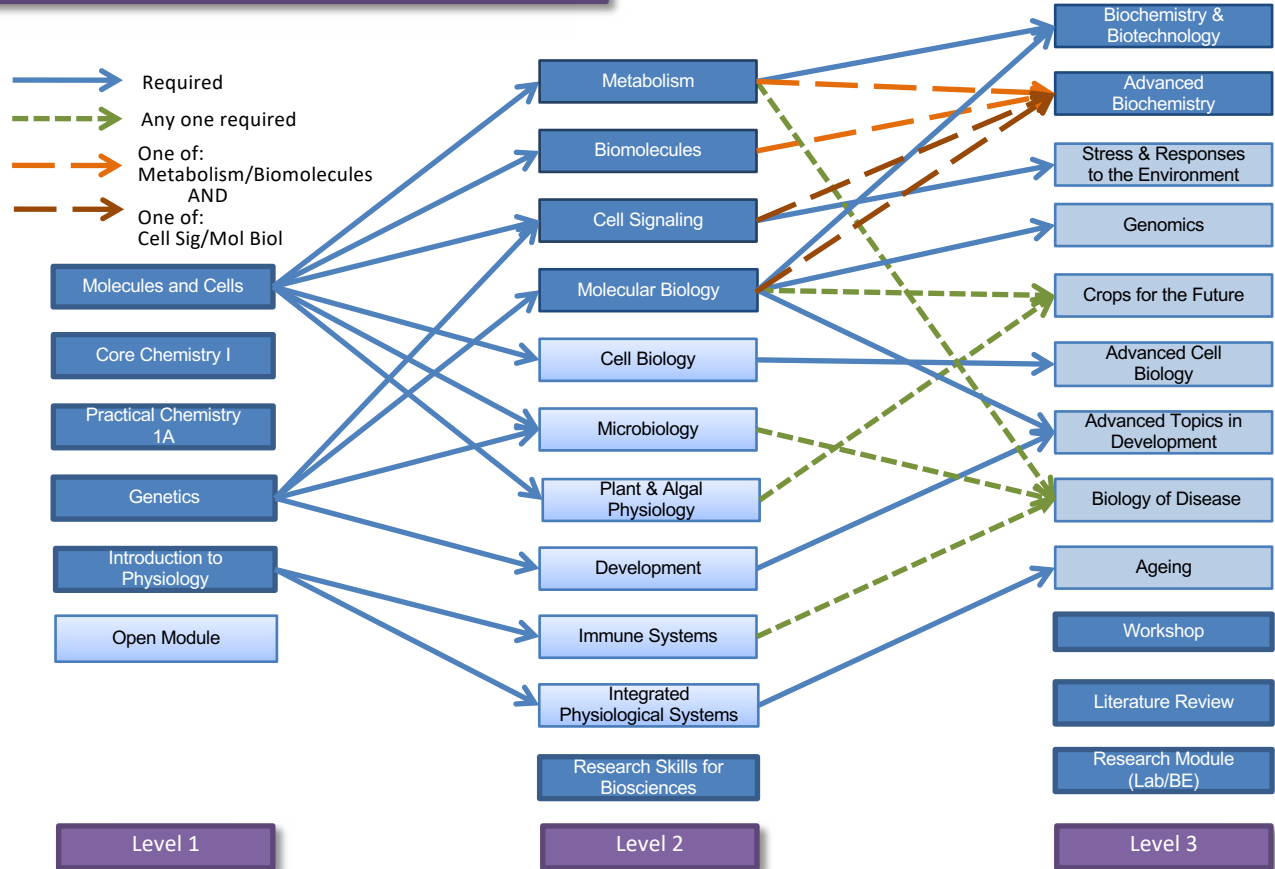 Required
Any one required
One of:
Metabolism/Biomolecules
AND
One of:
Cell Sig/Mol Biol
Molecules and Cells
Core Chemistry I
Practical Chemistry
1A
Genetics
Introduction to
Physiology
Open Module
Level 1
Metabolism
Biomolecules
Cell Signaling
Molecular Biology
Cell Biology
Microbiology
Plant & Algal
Physiology
Development
Immune Systems
Integrated
Physiological Systems
Research Skills for
Biosciences
Level 2
Biochemistry &
Biotechnology
Advanced
Biochemistry
Stress & Responses
to the Environment
Genomics
Crops for the Future
Advanced Cell
Biology
Advanced Topics in
Development
Biology of Disease
Ageing
Workshop
Literature Review
Research Module
(Lab/BE)
Level 3